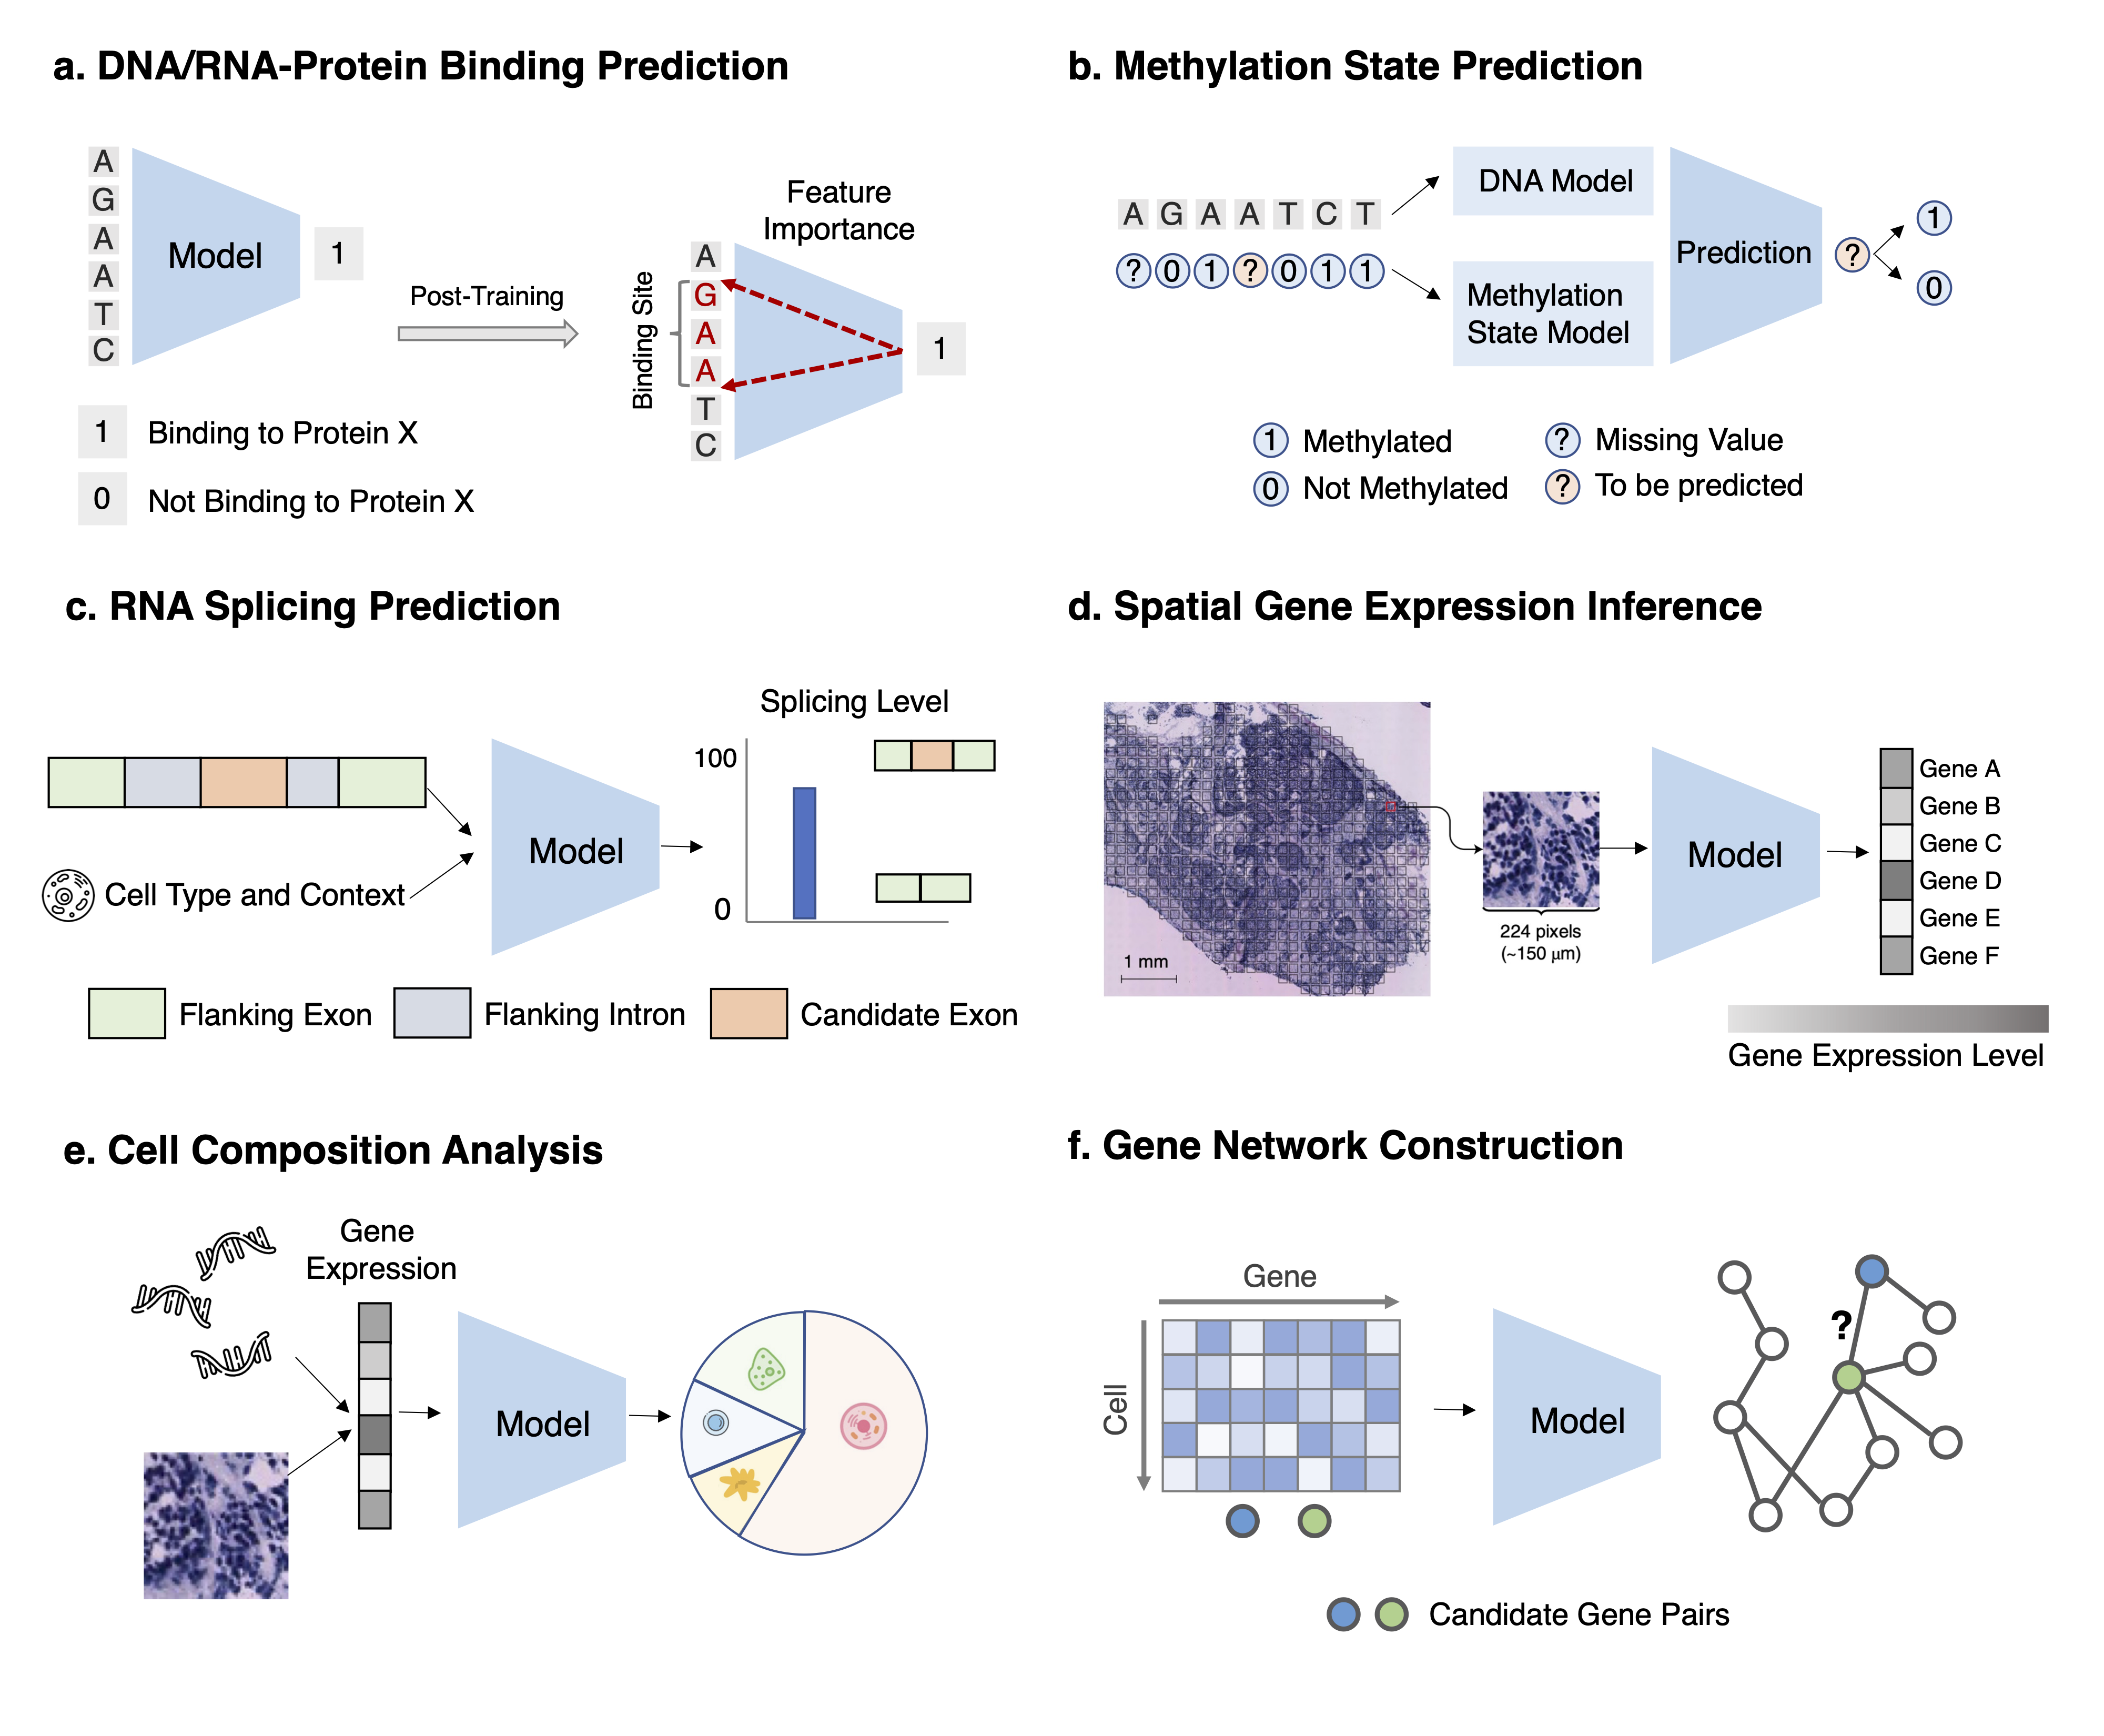 a. DNA/RNA-Protein Binding Prediction
A
G
A
A
T
C
Model
1
Post-Training
Feature
Importance
Binding Site
A
G
A
A
T
C
1
1 Binding to Protein X
0 Not Binding to Protein X
b. Methylation State Prediction
A G A A T C T
? 0 1 ? 0 1 1
DNA Model
Methylation
State Model
Prediction
?
1
0
1 Methylated
? Missing Value
0 Not Methylated
? To be predicted
c. RNA Splicing Prediction
Cell Type and Context
Model
Splicing Level
100
0
Flanking Exon
Flanking Intron
Candidate Exon
d. Spatial Gene Expression Inference
1 mm
224 pixels
(~150 μm)
Model
Gene A
Gene B
Gene C
Gene D
Gene E
Gene F
Gene Expression Level
e. Cell Composition Analysis
Gene
Expression
Model
f. Gene Network Construction
Gene
Cell
Model
?
Candidate Gene Pairs